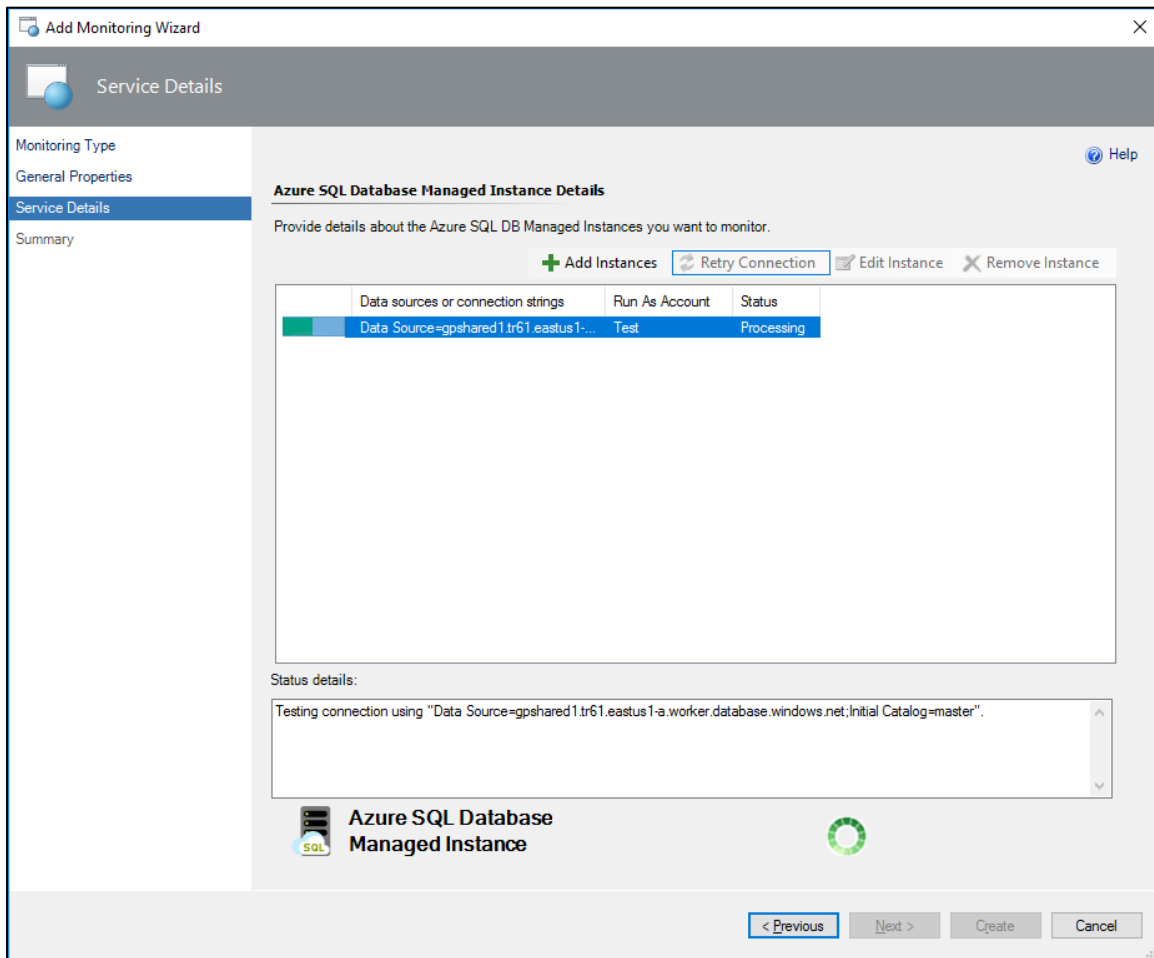 Add Monitoring Wizard
Service Details
Monitoring Type
General Properties
Service Details
Summary
Help
Azure SQL Database Managed Instance Details
Provide details about the Azure SQL DB Managed Instances you want to monitor.
Add Instances Retry Connection Edit Instance Remove Instance
Data sources or connection strings Run As Account Status
Data Source=gpshared1.tr61.eastus1-... Test Processing
Status details:
Testing connection using "Data Source=gpshared1.tr61.eastus1-a.worker.database.windows.net;Initial Catalog=master".
SQL
Azure SQL Database
Managed Instance
< Previous Next > Create Cancel